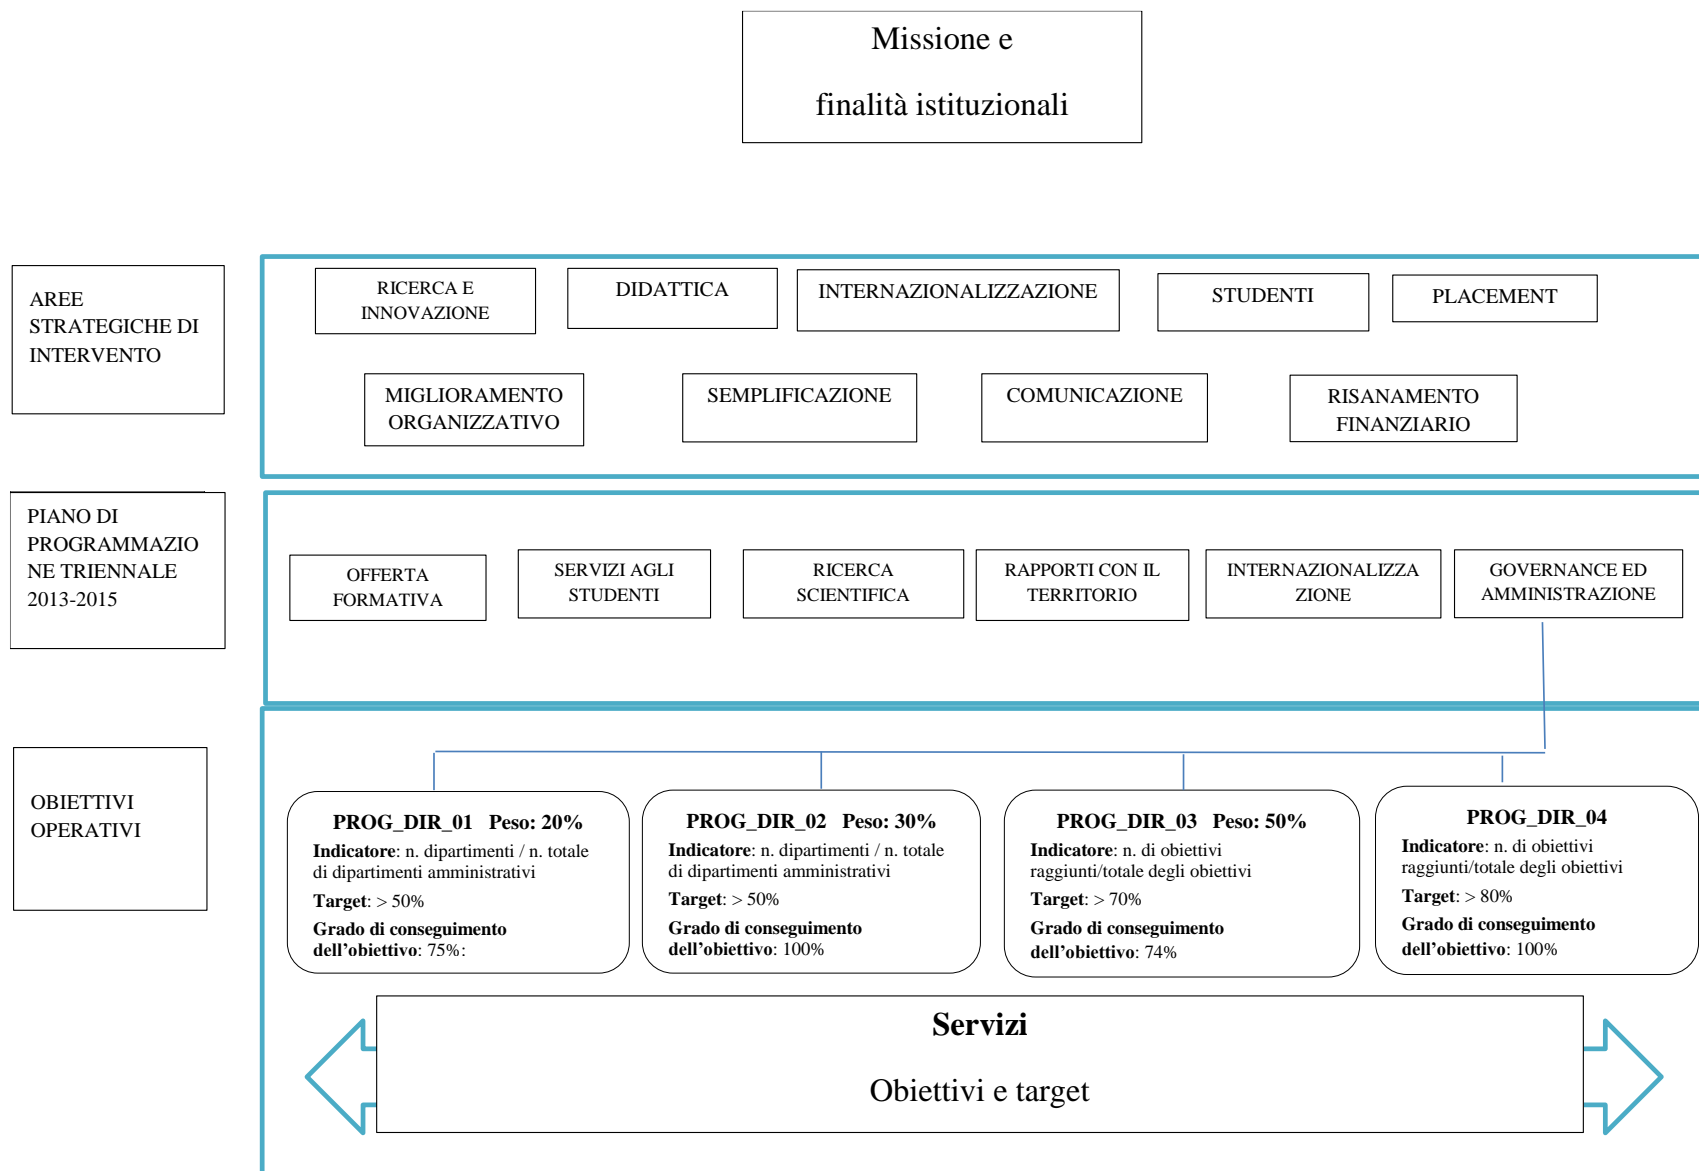 Missione e
finalità istituzionali
AREE
STRATEGICHE DI
INTERVENTO
RICERCA E
INNOVAZIONE
DIDATTICA
INTERNAZIONALIZZAZIONE
STUDENTI
PLACEMENT
MIGLIORAMENTO
ORGANIZZATIVO
SEMPLIFICAZIONE
COMUNICAZIONE
RISANAMENTO
FINANZIARIO
PIANO DI
PROGRAMMAZIO
NE TRIENNALE
2013-2015
OFFERTA
FORMATIVA
SERVIZI AGLI
STUDENTI
RICERCA
SCIENTIFICA
RAPPORTI CON IL
TERRITORIO
INTERNAZIONALIZZA
ZIONE
GOVERNANCE ED
AMMINISTRAZIONE
OBIETTIVI
OPERATIVI
PROG_DIR_01 Peso: 20%
Indicatore: n. dipartimenti / n. totale
di dipartimenti amministrativi
Target: > 50%
Grado di conseguimento
dell’obiettivo: 75%:
PROG_DIR_02 Peso: 30%
Indicatore: n. dipartimenti / n. totale
di dipartimenti amministrativi
Target: > 50%
Grado di conseguimento
dell’obiettivo: 100%
PROG_DIR_03 Peso: 50%
Indicatore: n. di obiettivi
raggiunti/totale degli obiettivi
Target: > 70%
Grado di conseguimento
dell’obiettivo: 74%
PROG_DIR_04
Indicatore: n. di obiettivi
raggiunti/totale degli obiettivi
Target: > 80%
Grado di conseguimento
dell’obiettivo: 100%
Servizi
Obiettivi e target